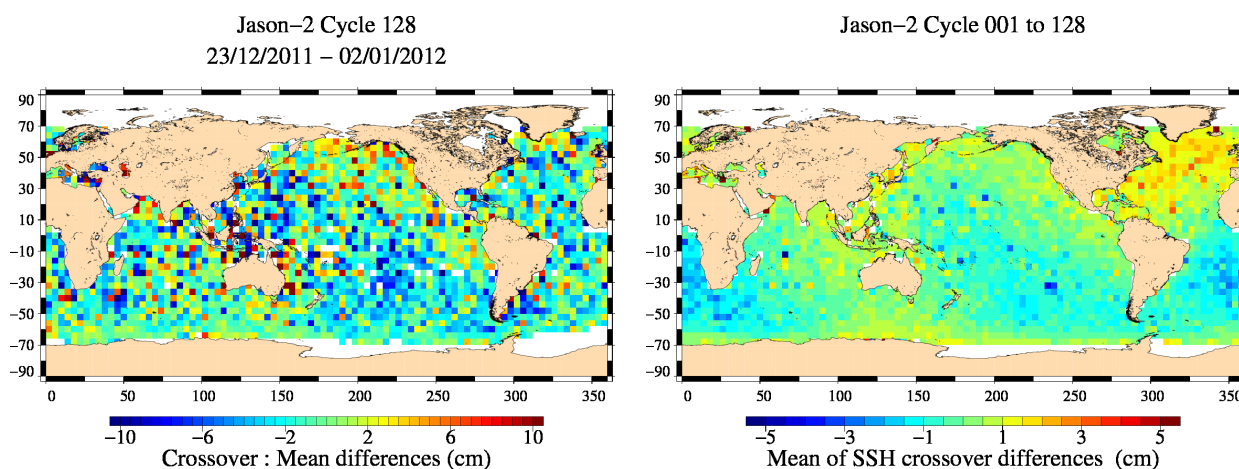 Jason−2 Cycle 128
23/12/2011 − 02/01/2012
90
70
50
30
10
−10
−30
−50
−70
−90
0 50 100 150 200 250 300 350
−10 −6 −2 2 6 10
Crossover : Mean differences (cm)
Jason−2 Cycle 001 to 128
90
70
50
30
10
−10
−30
−50
−70
−90
0 50 100 150 200 250 300 350
−5 −3 −1 1 3 5
Mean of SSH crossover differences (cm)